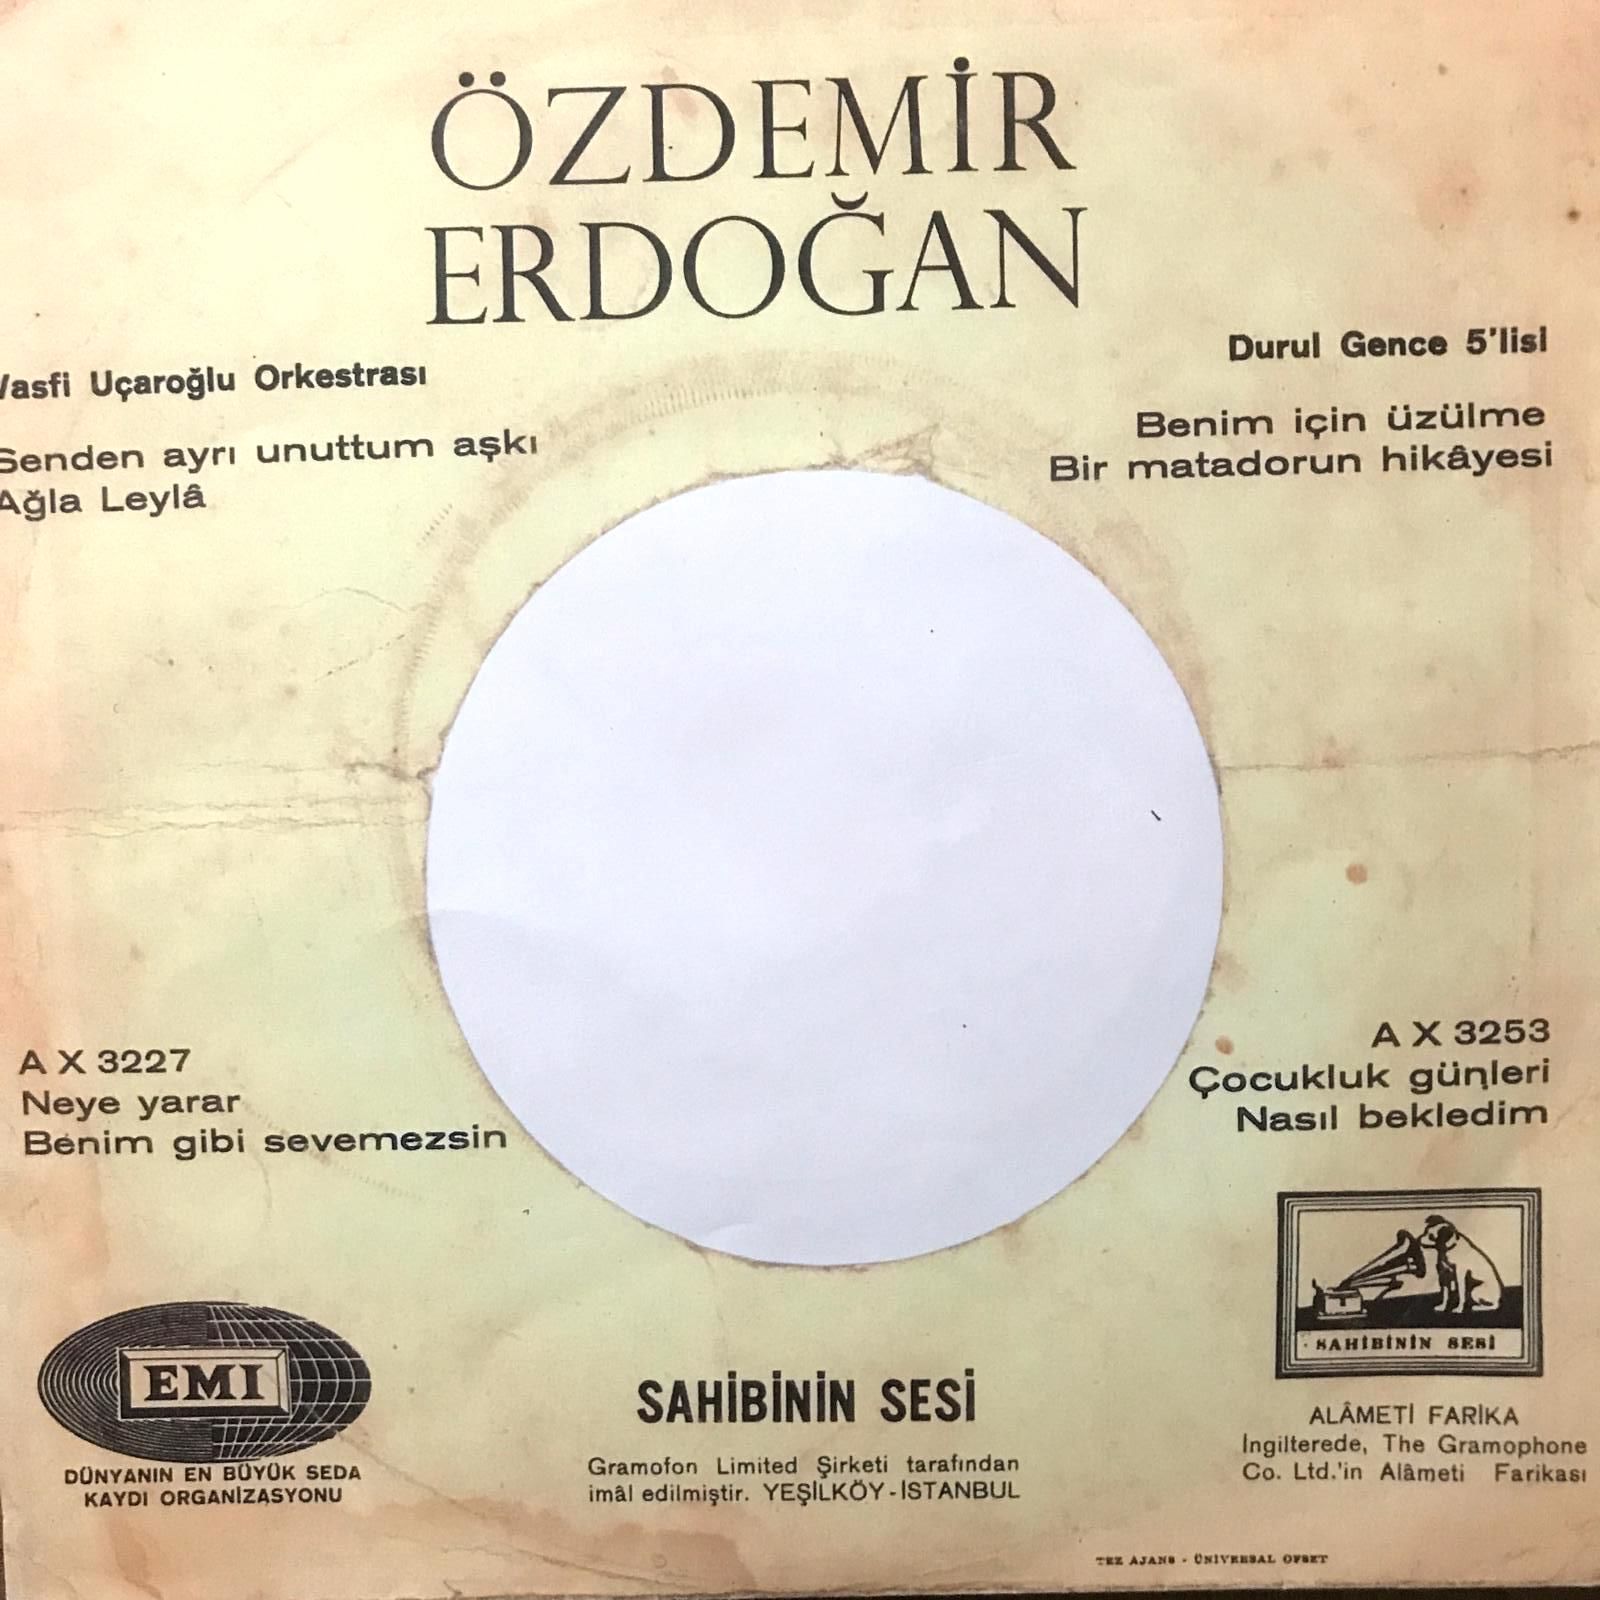 ÖZDEMİR
ERDOĞAN
Vasfi Uçaroğlu Orkestrası
Senden ayrı unuttum aşkı
Ağla Leylâ
Durul Gence 5'lisi
Benim için üzülme
Bir matadorun hikâyesi
A X 3227
Neye yarar
Benim gibi sevemezsin
A X 3253
Çocukluk günleri
Nasıl bekledim
EMI
DÜNYANIN EN BÜYÜK SEDA
KAYDI ORGANİZASYONU
SAHİBİNİN SESİ
Gramofon Limited Şirketi tarafından
imâl edilmiştir. YEŞİLKÖY-İSTANBUL
SAHİBİNİN SESİ
ALÂMETİ FARİKA
İngilterede, The Gramophone
Co. Ltd.'in Alâmeti Farikası
TEZ AJANS - ÜNİVERSAL OFSET